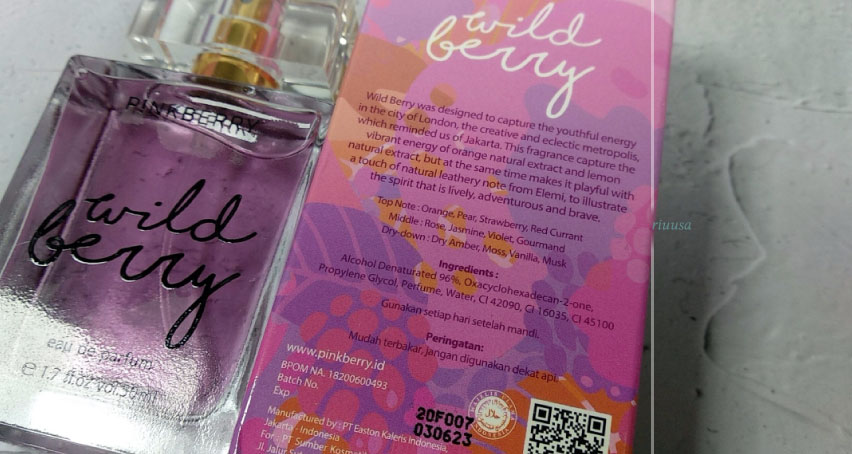 PINKBERRY
wild
berry
eau de parfum
wild
berry
Wild Berry was designed to capture the youthful energy
in the city of London, the creative and eclectic metropolis,
which reminded us of Jakarta. This fragrance capture the
vibrant energy of orange natural extract and lemon
natural extract, but at the same time makes it playful with
a touch of natural leathery note from Elemi, to illustrate
the spirit that is lively, adventurous and brave.
Top Note : Orange, Pear, Strawberry, Red Currant
Middle : Rose, Jasmine, Violet, Gourmand
Dry-down : Dry Amber, Moss, Vanilla, Musk
Ingredients :
Alcohol Denaturated 96%, Oxacyclohexadecan-2-one,
Propylene Glycol, Perfume, Water, CI 42090, CI 16035, CI 45100
Gunakan setiap hari setelah mandi.
Peringatan:
Mudah terbakar, jangan digunakan dekat api.
www.pinkberry.id
BPOM NA. 18200600493
Batch No.
Exp
20F007
030623
Manufactured by : PT Easton Kaleris Indonesia,
Jakarta - Indonesia
For : PT Sumber
Jl. Jalur
riuusa